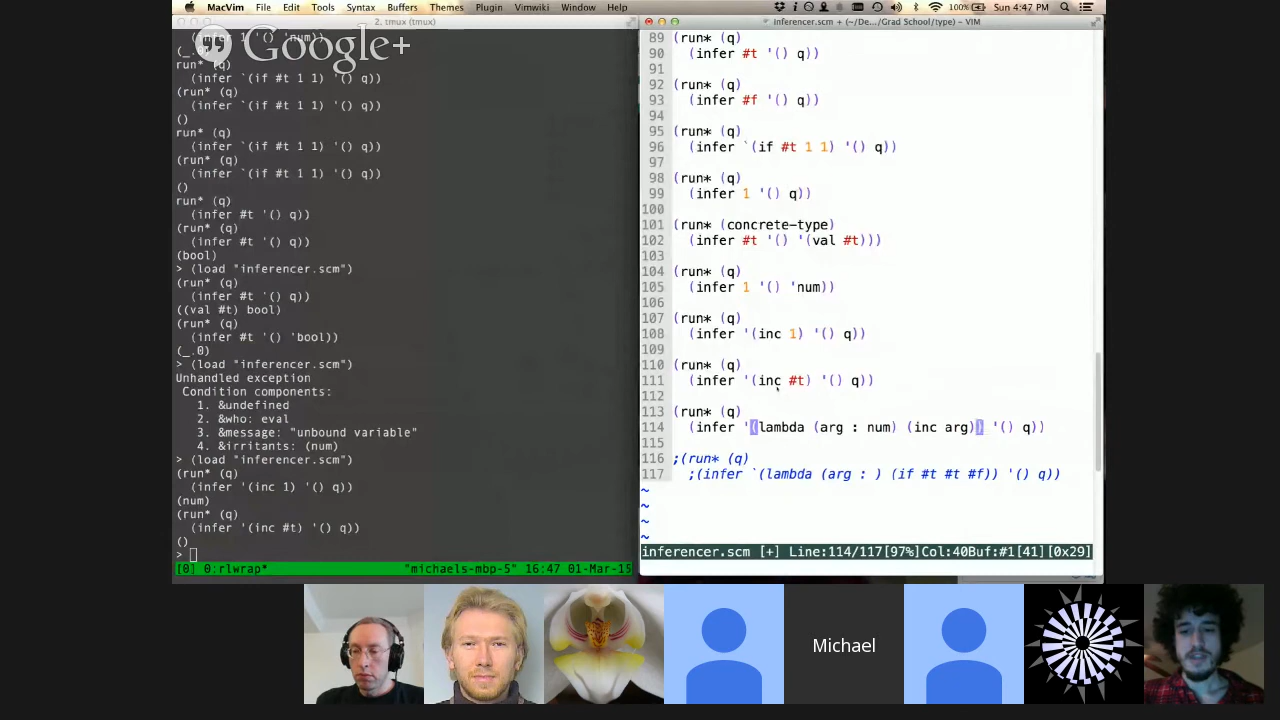 MacVim File Edit Tools Syntax Buffers Themes Plugin VimWiki Window Help
100%
Sun 4:47 PM
2. tmux (tmux)
Google+
(infer 1 '() 'num))
(_.0)
run* (q)
(infer `(if #t 1 1) '() q))
(run* (q)
(infer `(if #t 1 1) '() q))
()
run* (q)
(infer `(if #t 1 1) '() q))
(run* (q)
(infer `(if #t 1 1) '() q))
()
run* (q)
(infer #t '() q))
(run* (q)
(infer #t '() q))
(bool)
> (load "inferencer.scm")
(run* (q)
(infer #t '() q))
((val #t) bool)
(run* (q)
(infer #t '() 'bool))
(_.0)
> (load "inferencer.scm")
Unhandled exception
Condition components:
1. &undefined
2. &who: eval
3. &message: "unbound variable"
4. &irritants: (num)
> (load "inferencer.scm")
(run* (q)
(infer '(inc 1) '() q))
(num)
(run* (q)
(infer '(inc #t) '() q))
()
>
[0] 0:rlwrap* "michaels-mbp-5" 16:47 01-Mar-15
inferencer.scm + (~/De.../Grad School/type) - VIM
89 (run* (q)
90 (infer #t '() q))
91
92 (run* (q)
93 (infer #f '() q))
94
95 (run* (q)
96 (infer `(if #t 1 1) '() q))
97
98 (run* (q)
99 (infer 1 '() q))
100
101 (run* (concrete-type)
102 (infer #t '() '(val #t)))
103
104 (run* (q)
105 (infer 1 '() 'num))
106
107 (run* (q)
108 (infer '(inc 1) '() q))
109
110 (run* (q)
111 (infer '(inc #t) '() q))
112
113 (run* (q)
114 (infer '(lambda (arg : num) (inc arg)) '() q))
115
116 ;(run* (q)
117 ;(infer `(lambda (arg : ) (if #t #t #f)) '() q))
~
~
~
~
inferencer.scm [+] Line:114/117[97%]Col:40Buf:#1[41][0x29]
Michael